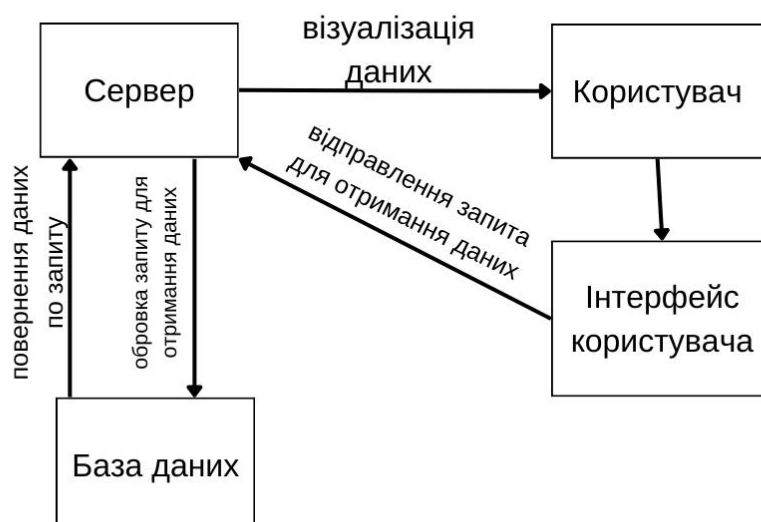 візуалізація
даних
Сервер
Користувач
відправлення запита
для отримання даних
повернення даних
по запиту
обровка запиту для
отримання даних
Інтерфейс
користувача
База даних